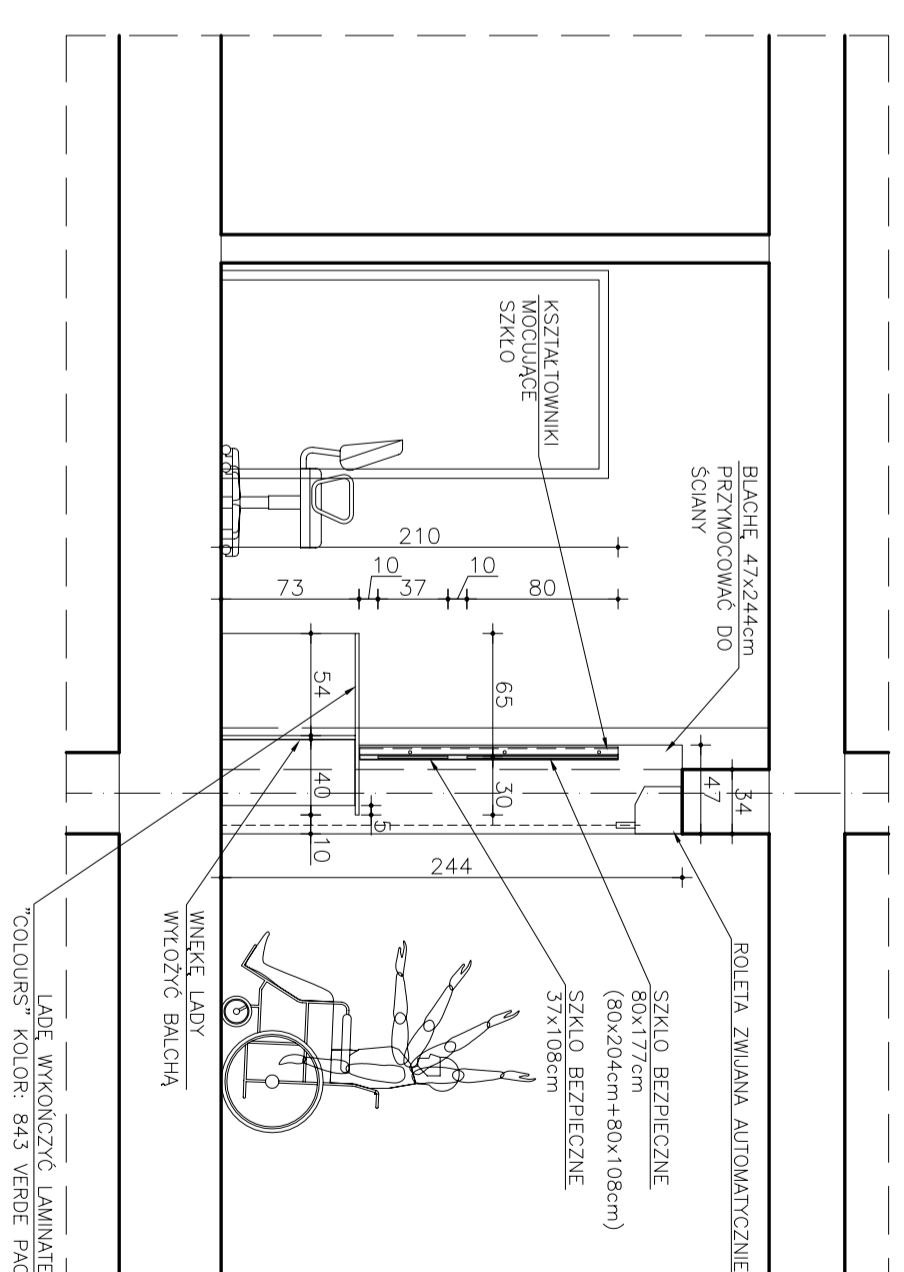 BLACHĘ 47x244cm
PRZYMOCOWAĆ DO
ŚCIANY
KSZTAŁTOWNIKI
MOCUJĄCE
SZKŁO
ROLETA ZWIJANA AUTOMATYCZNIE
SZKLO BEZPIECZNE
80x177cm
(80x204cm+80x108cm)
SZKLO BEZPIECZNE
37x108cm
WNĘKĘ LADY
WYŁOŻYĆ BALCHĄ
LADĘ WYKOŃCZYĆ LAMINATE
"COLOURS" KOLOR: 843 VERDE PAC
210
73
10
37
10
80
54
65
40
30
5
10
47
34
244